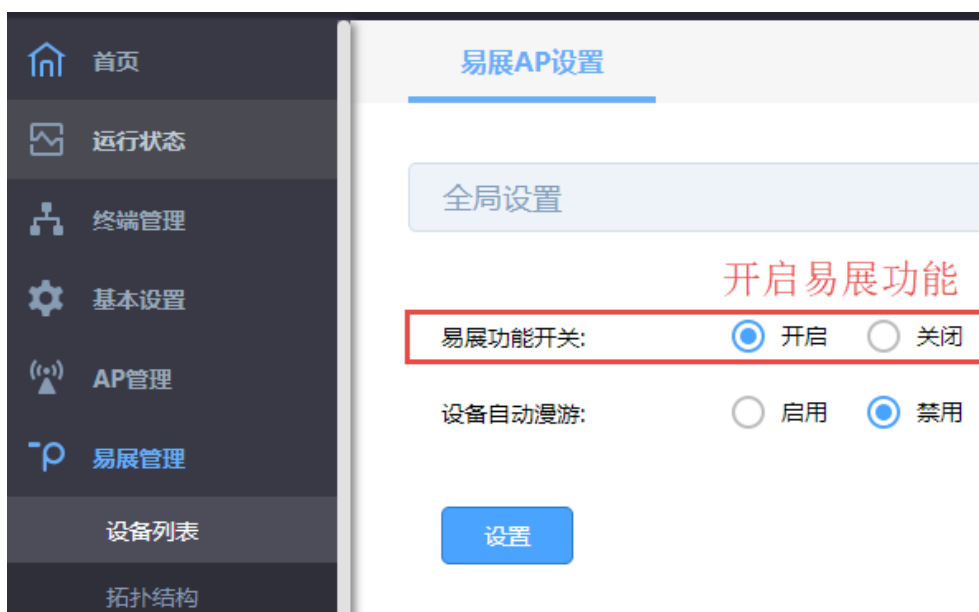 首页
运行状态
终端管理
基本设置
AP管理
易展管理
设备列表
拓扑结构
易展AP设置
全局设置
开启易展功能
易展功能开关: 开启 关闭
设备自动漫游: 启用 禁用
设置